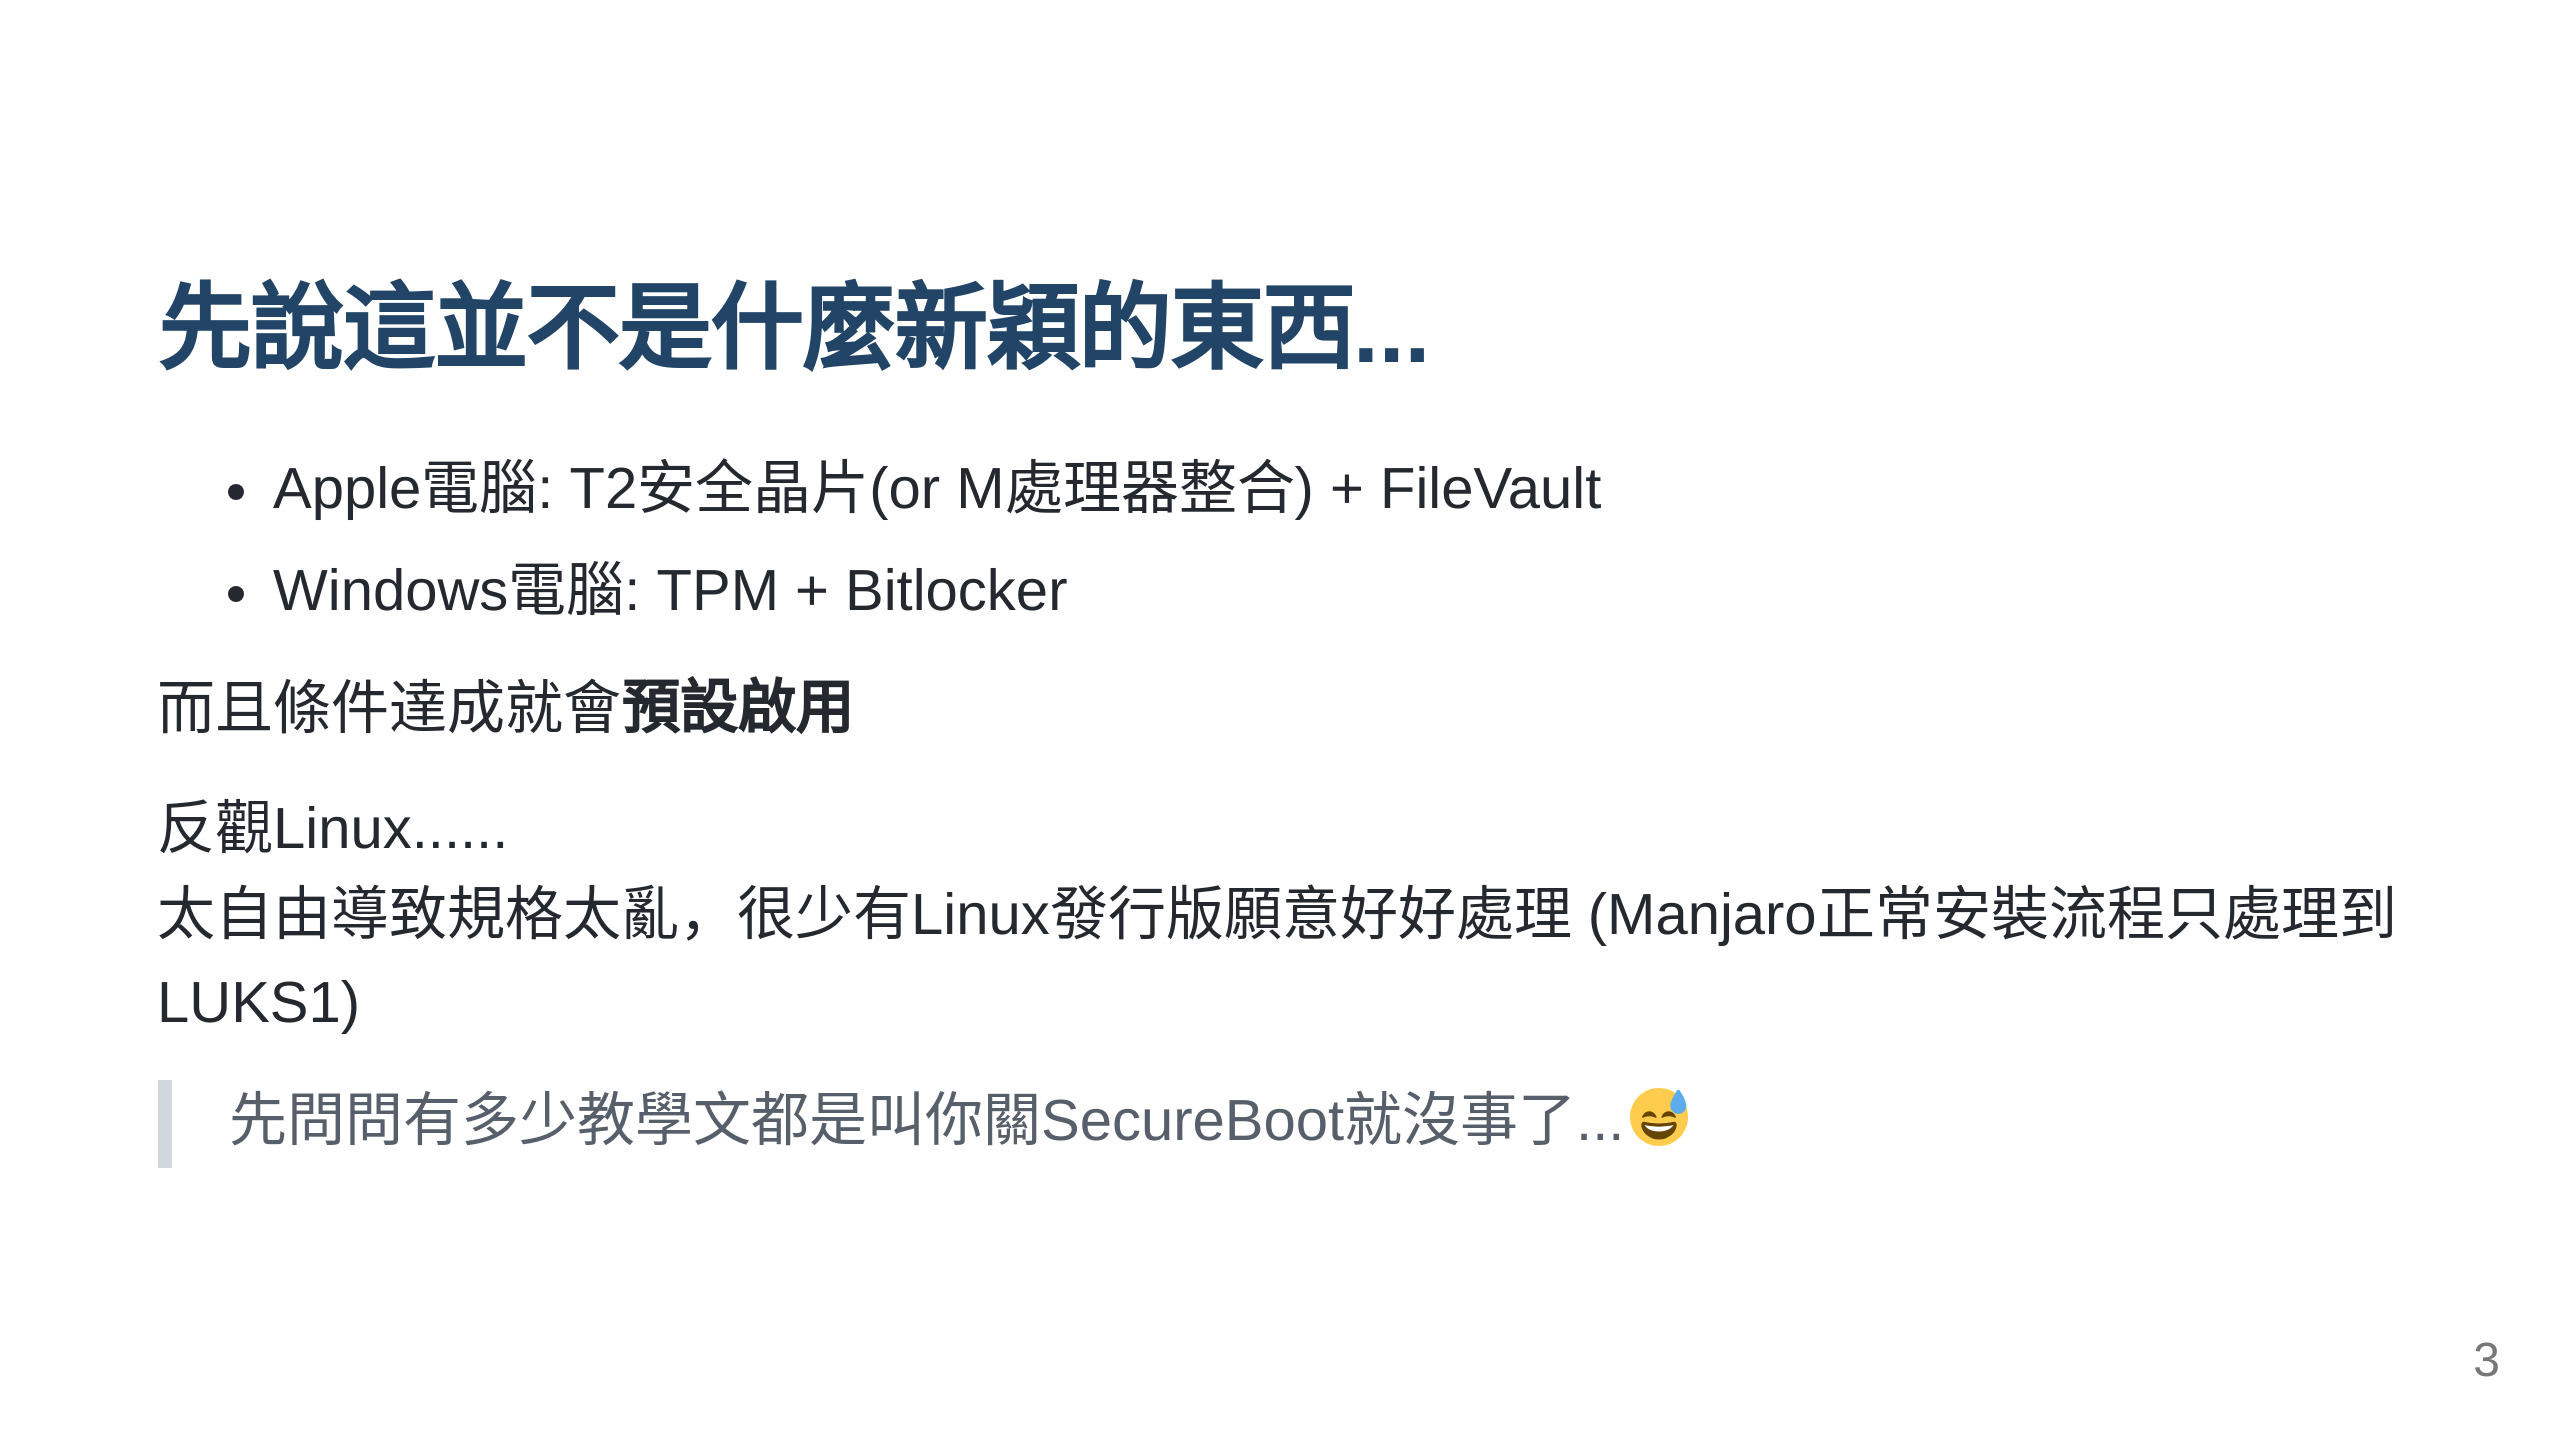 先說這並不是什麼新穎的東西...
Apple電腦: T2安全晶片(or M處理器整合) + FileVault
Windows電腦: TPM + Bitlocker
而且條件達成就會預設啟用
反觀Linux......
太自由導致規格太亂，很少有Linux發行版願意好好處理 (Manjaro正常安裝流程只處理到
LUKS1)
先問問有多少教學文都是叫你關SecureBoot就沒事了...😅
3